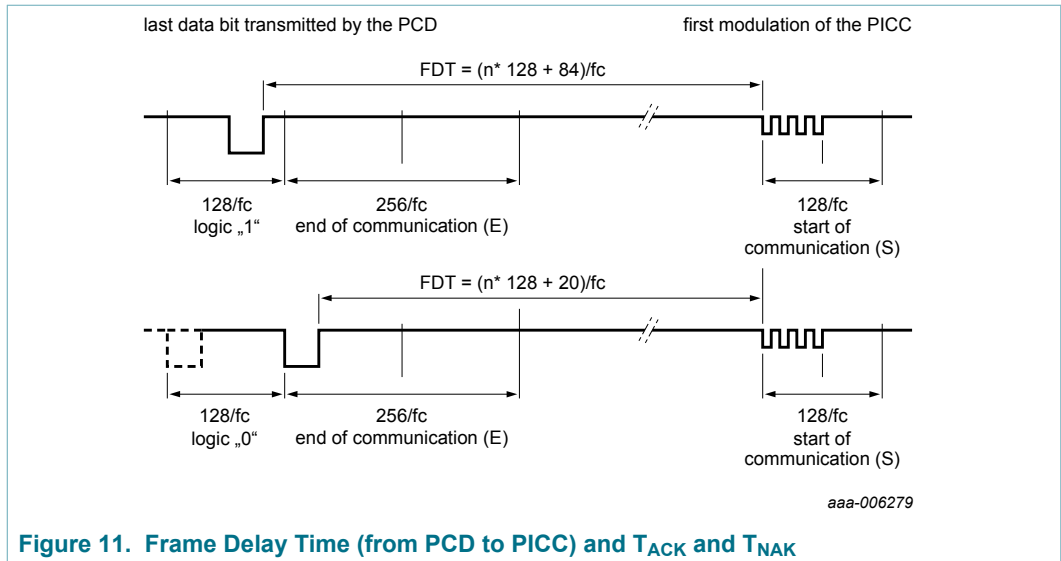 last data bit transmitted by the PCD
first modulation of the PICC
FDT = (n* 128 + 84)/fc
128/fc
logic „1“
256/fc
end of communication (E)
128/fc
start of
communication (S)
FDT = (n* 128 + 20)/fc
128/fc
logic „0“
256/fc
end of communication (E)
128/fc
start of
communication (S)
aaa-006279
Figure 11. Frame Delay Time (from PCD to PICC) and TACK and TNAK